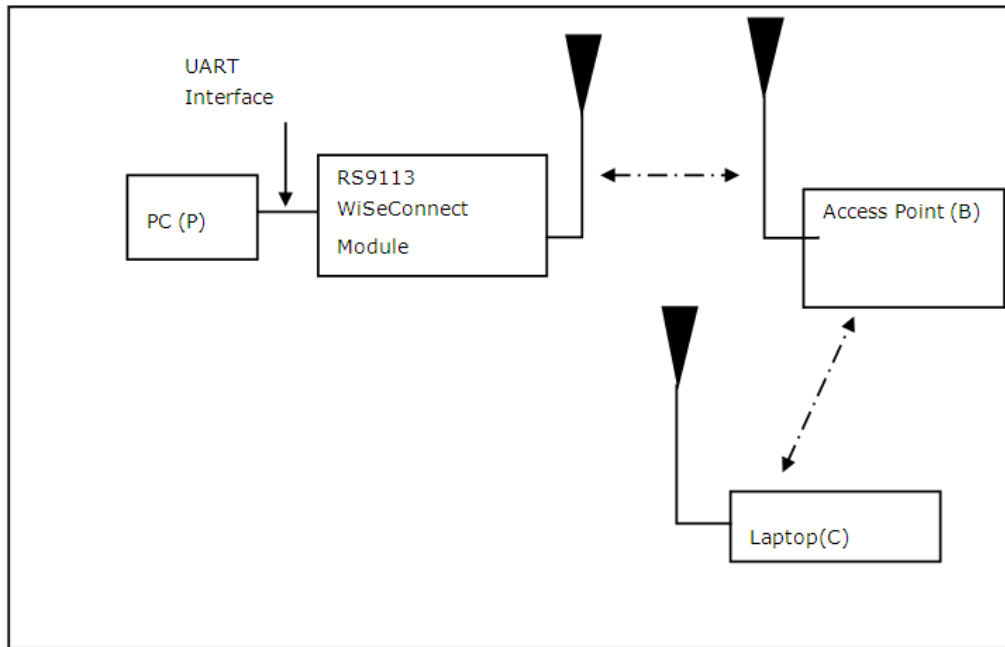 UART
Interface
PC (P)
RS9113
WiSeConnect
Module
Access Point (B)
Laptop(C)